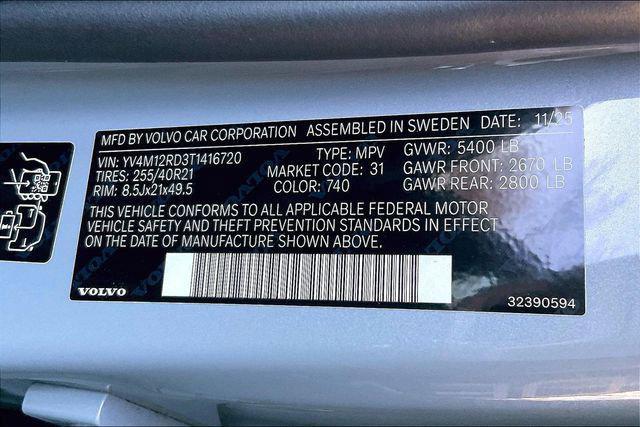 MFD BY VOLVO CAR CORPORATION ASSEMBLED IN SWEDEN DATE: 11/25
VIN: YV4M12RD3T1416720 TYPE: MPV GVWR: 5400 LB
TIRES: 255/40R21 MARKET CODE: 31 GAWR FRONT: 2670 LB
RIM: 8.5Jx21x49.5 COLOR: 740 GAWR REAR: 2800 LB
THIS VEHICLE CONFORMS TO ALL APPLICABLE FEDERAL MOTOR
VEHICLE SAFETY AND THEFT PREVENTION STANDARDS IN EFFECT
ON THE DATE OF MANUFACTURE SHOWN ABOVE.
VOLVO 32390594